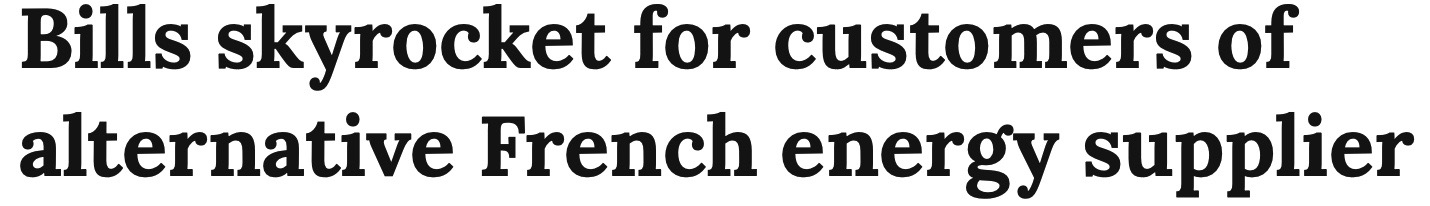 Bills skyrocket for customers of
alternative French energy supplier